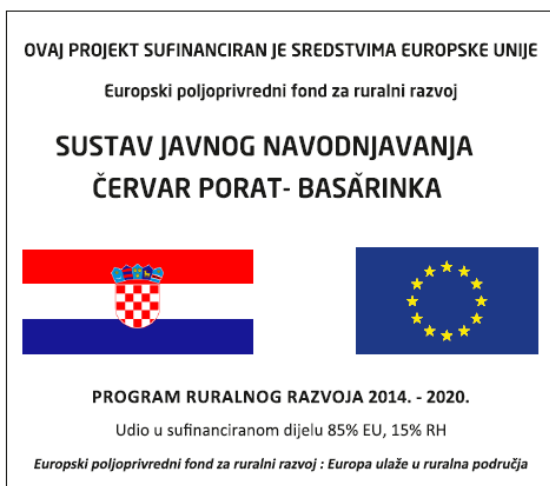 OVAJ PROJEKT SUFINANCIRAN JE SREDSTVIMA EUROPSKE UNIJE
Europski poljoprivredni fond za ruralni razvoj
SUSTAV JAVNOG NAVODNJAVANJA
ČERVAR PORAT- BASĂRINKA
PROGRAM RURALNOG RAZVOJA 2014. - 2020.
Udio u sufinanciranom dijelu 85% EU, 15% RH
Europski poljoprivredni fond za ruralni razvoj : Europa ulaže u ruralna područja